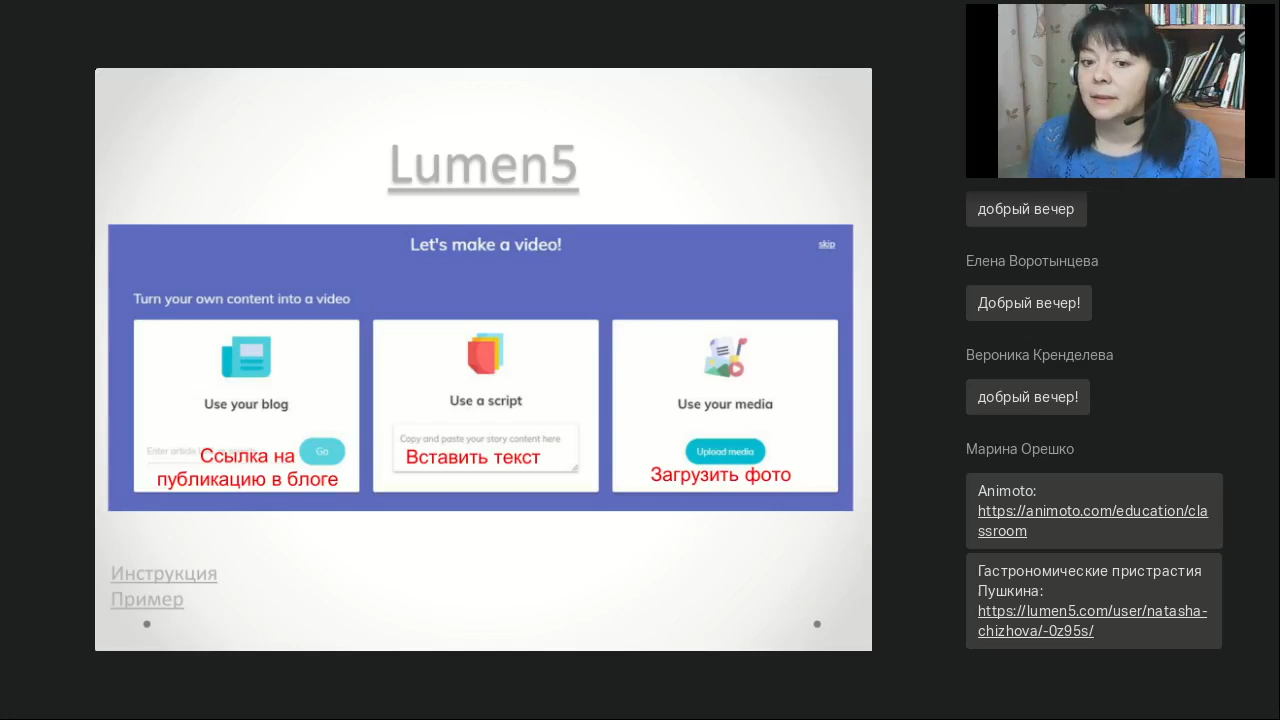 Lumen5
Let's make a video!
skip
Turn your own content into a video
Use your blog
Enter article
Go
Ссылка на
публикацию в блоге
Use a script
Copy and paste your story content here
Вставить текст
Use your media
Upload media
Загрузить фото
Инструкция
Пример
добрый вечер
Елена Воротынцева
Добрый вечер!
Вероника Кренделева
добрый вечер!
Марина Орешко
Animoto:
https://animoto.com/education/cla
ssroom
Гастрономические пристрастия
Пушкина:
https://lumen5.com/user/natasha-
chizhova/-0z95s/